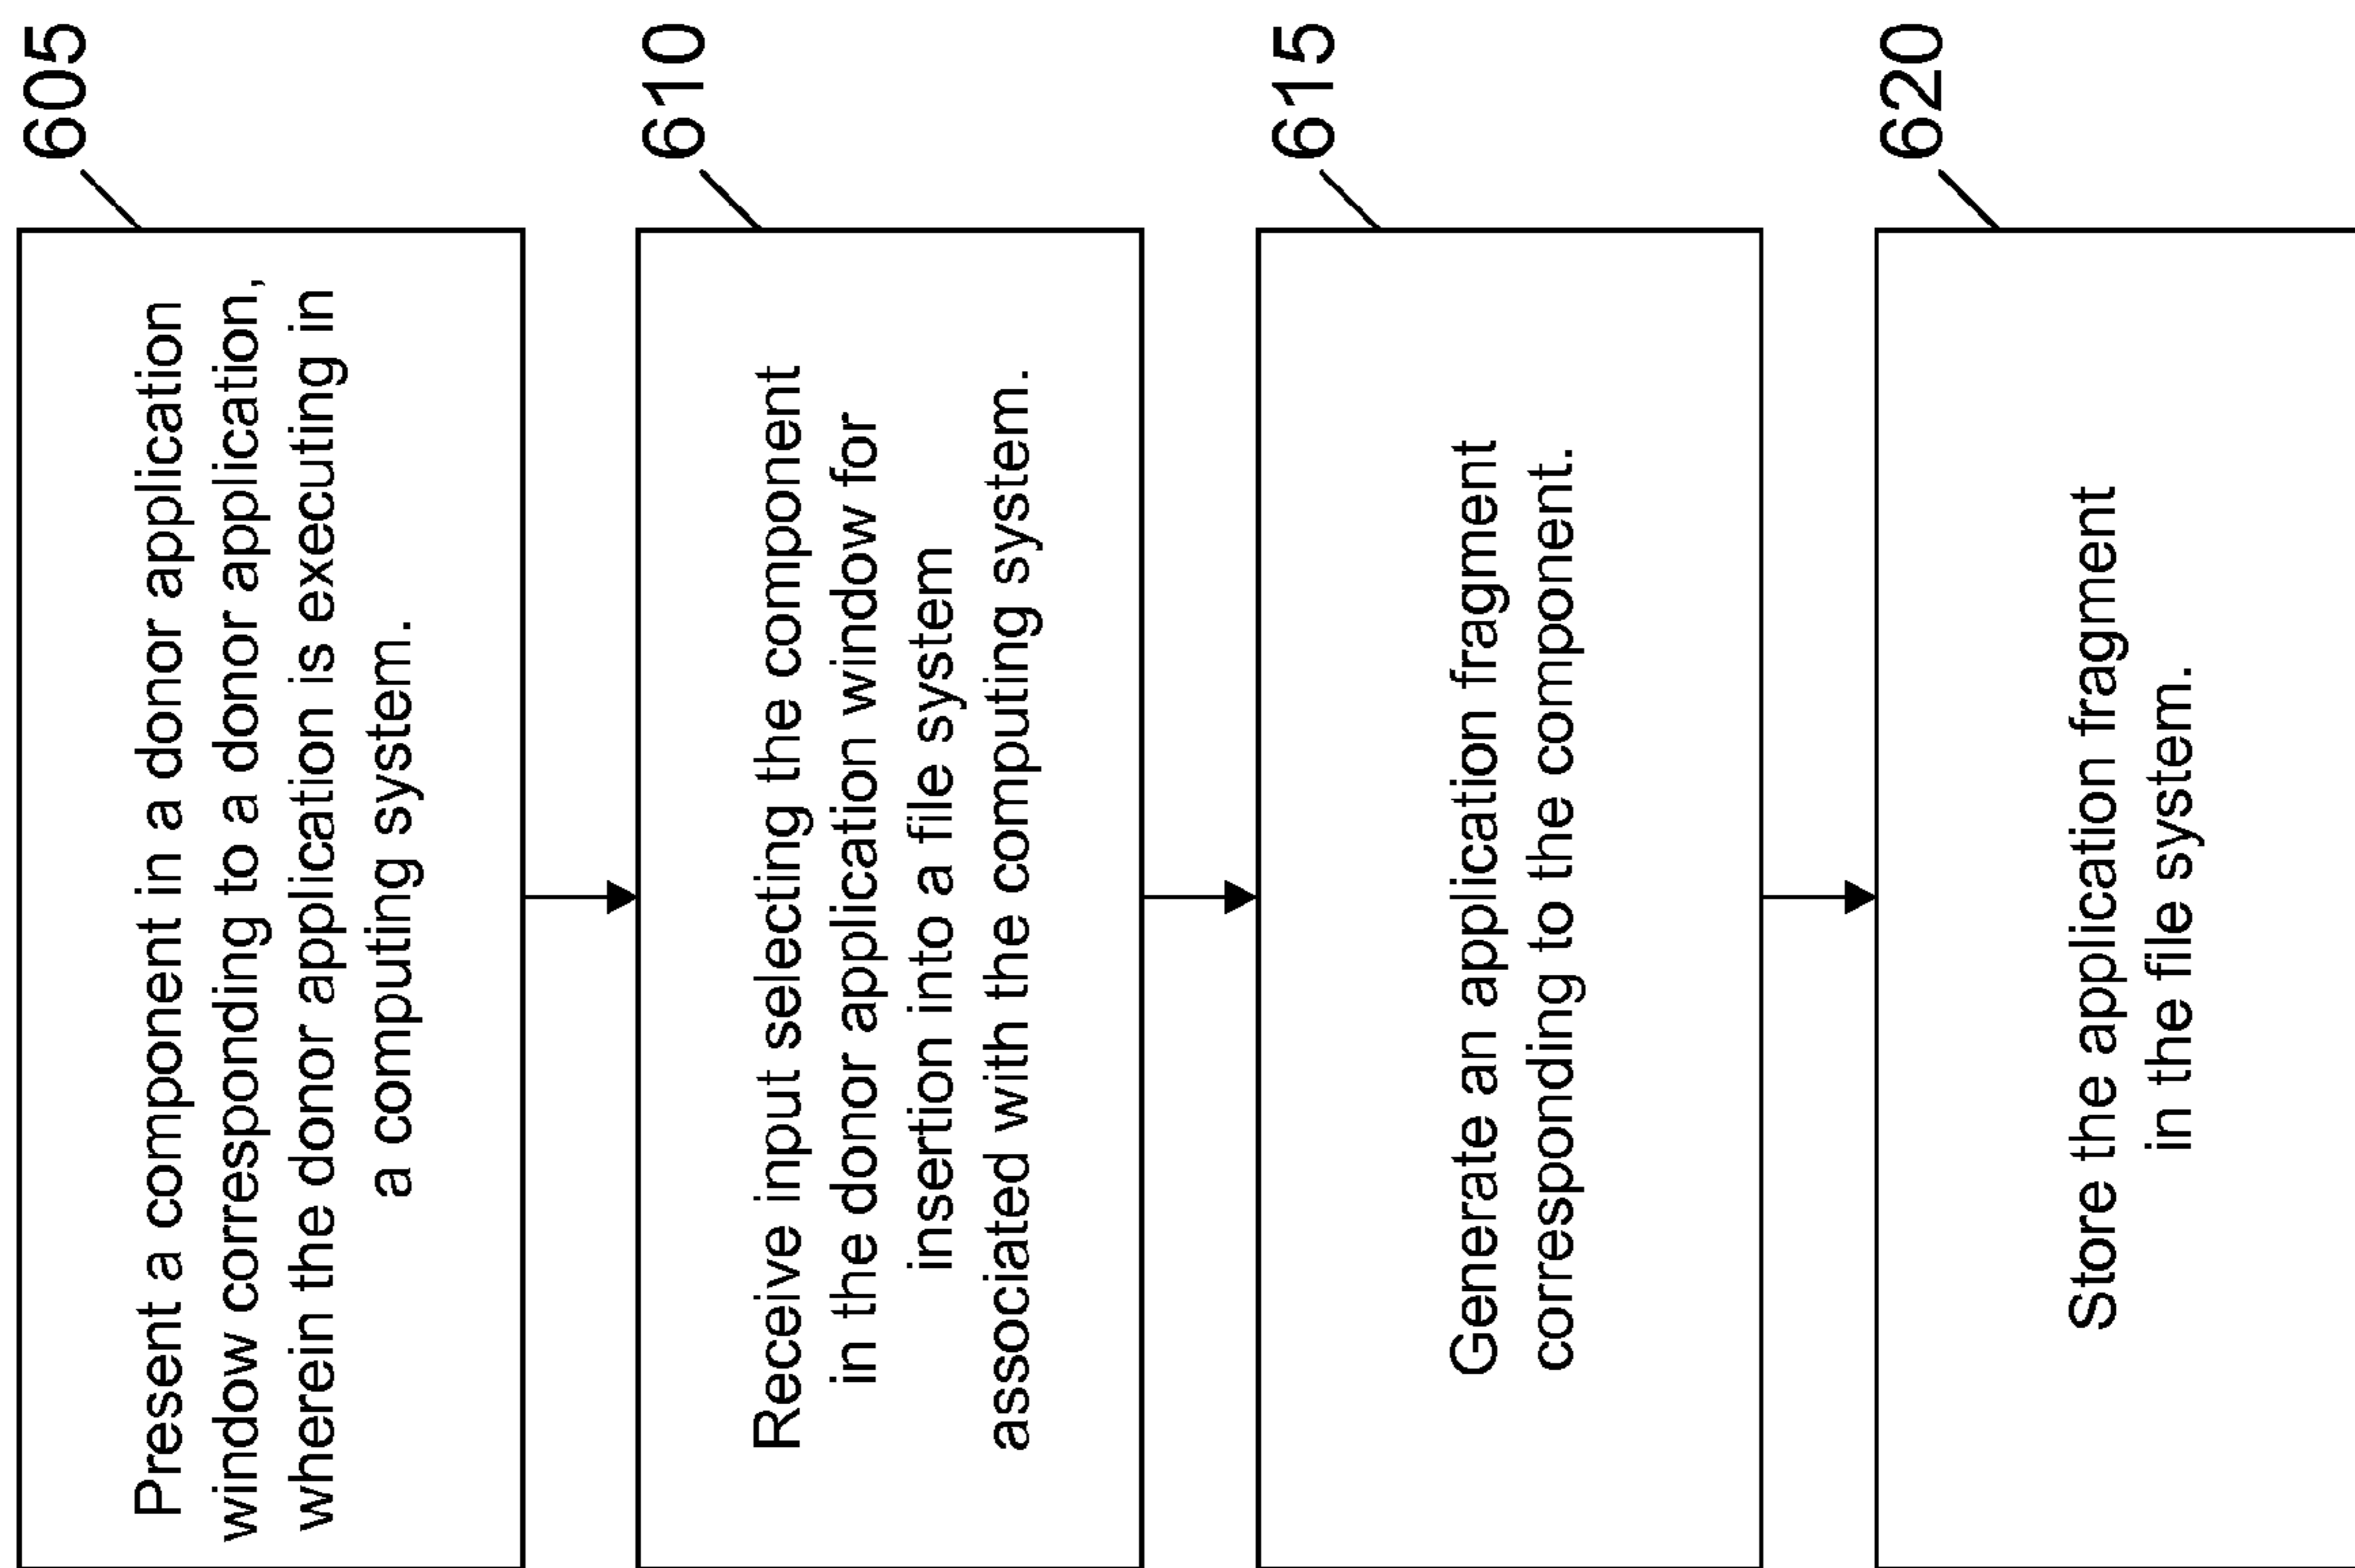 605
Present a component in a donor application
window corresponding to a donor application,
wherein the donor application is executing in
a computing system.
610
Receive input selecting the component
in the donor application window for
insertion into a file system
associated with the computing system.
615
Generate an application fragment
corresponding to the component.
620
Store the application fragment
in the file system.